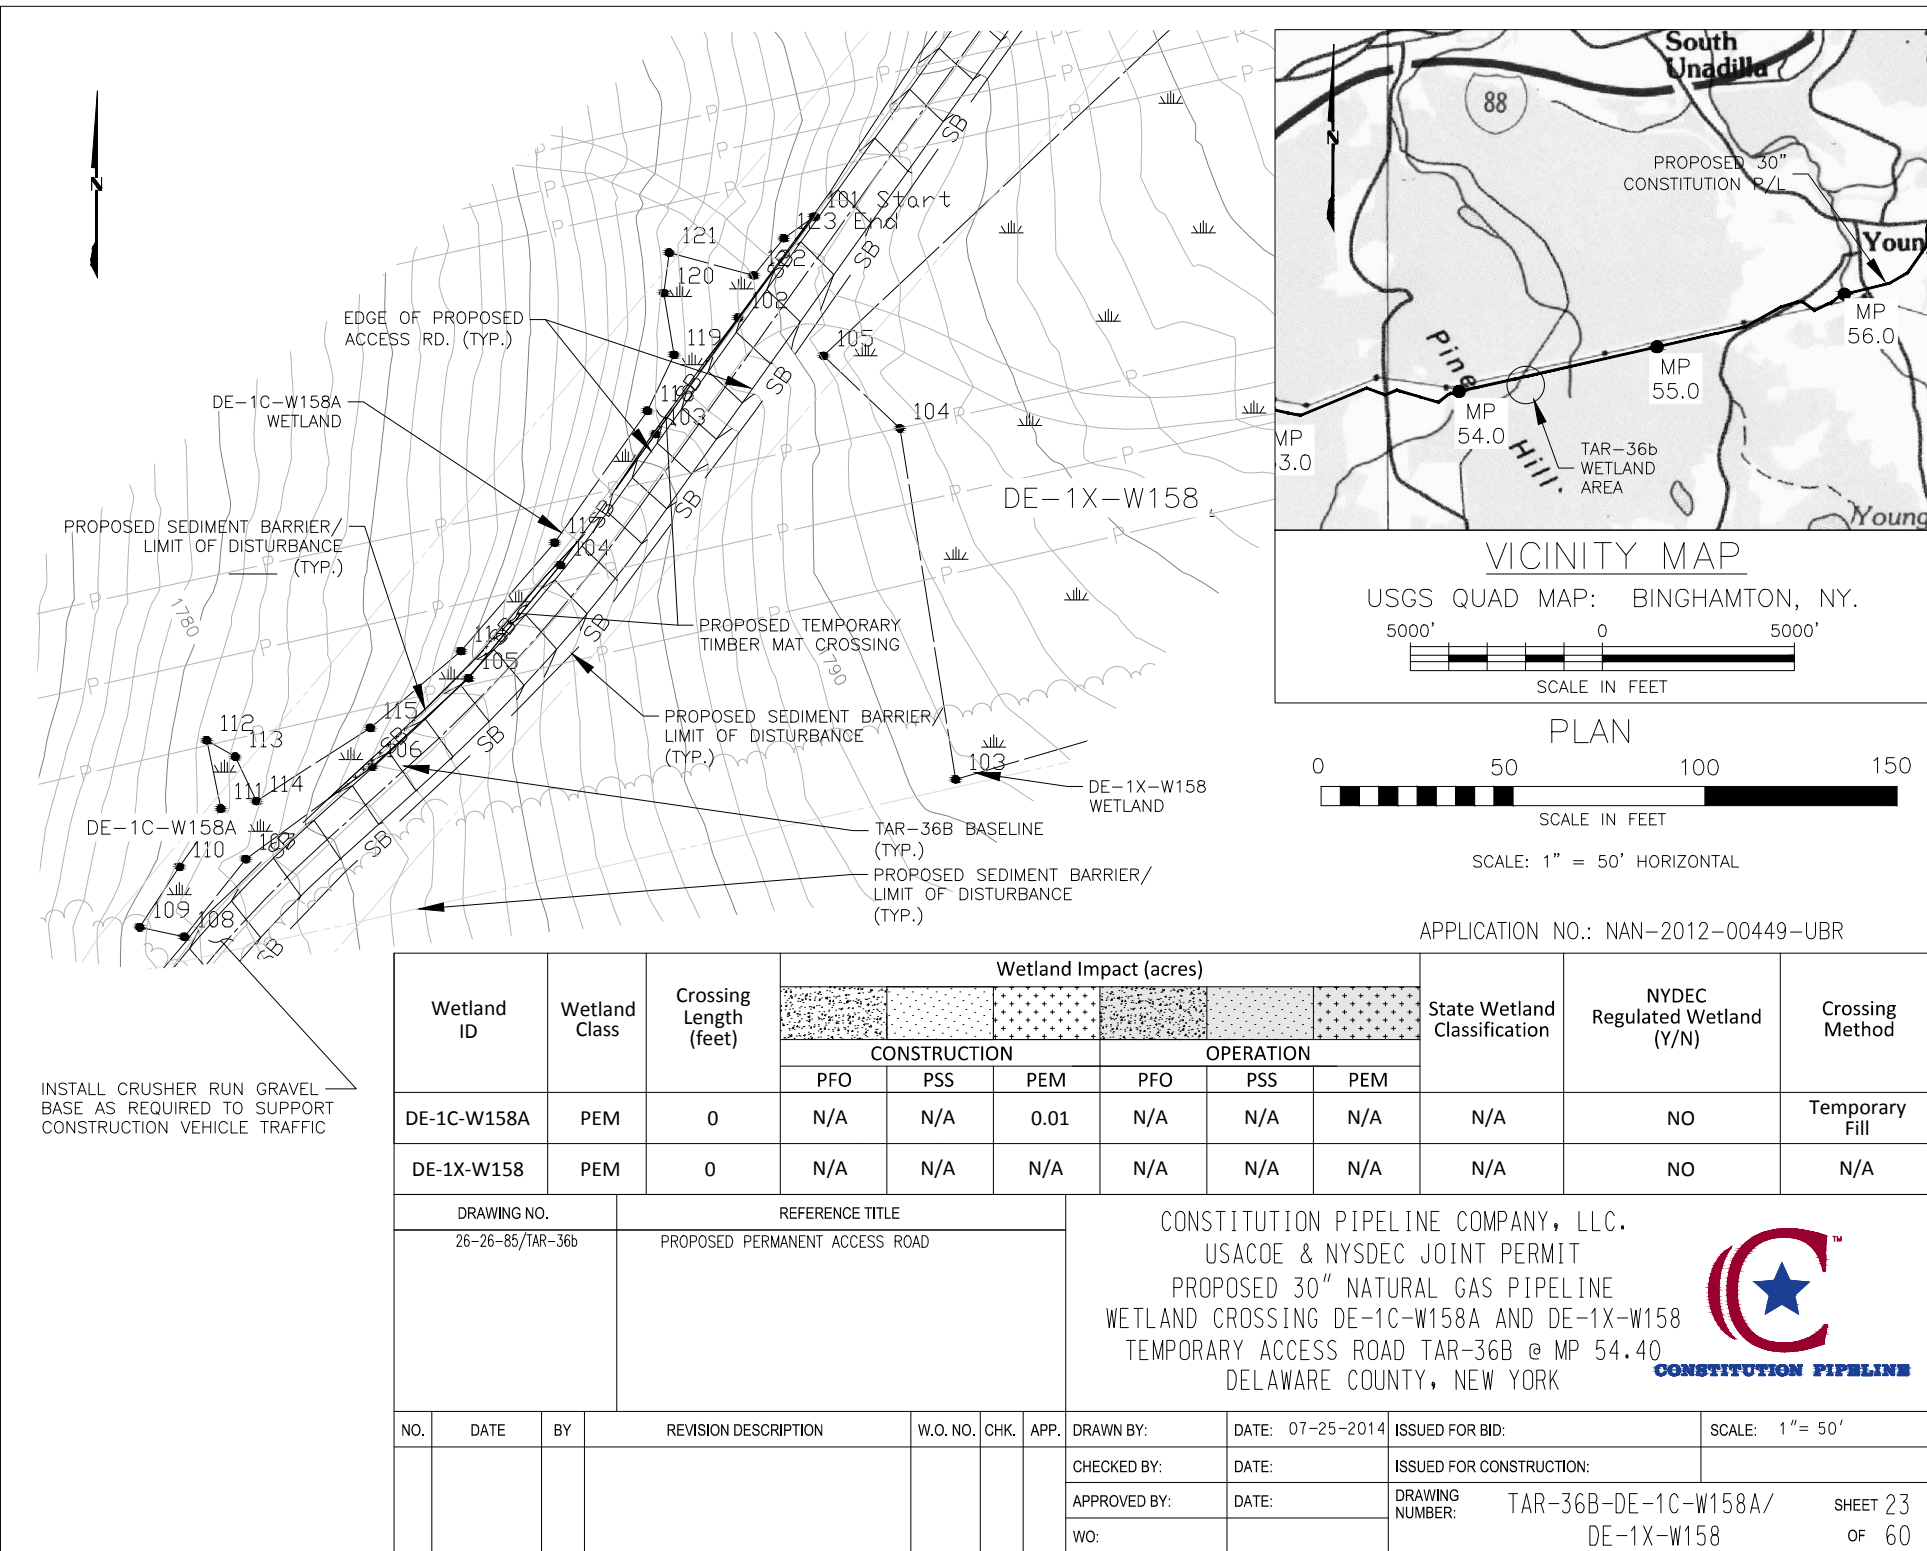 N
101 Start
123 End
121
122
120
102
119
118
103
105
104
DE-1X-W158
117
104
116
105
115
106
112
113
111
114
107
110
109
108
103
1780
1790
P
SB
EDGE OF PROPOSED
ACCESS RD. (TYP.)
DE-1C-W158A
WETLAND
PROPOSED SEDIMENT BARRIER/
LIMIT OF DISTURBANCE
(TYP.)
PROPOSED TEMPORARY
TIMBER MAT CROSSING
PROPOSED SEDIMENT BARRIER/
LIMIT OF DISTURBANCE
(TYP.)
DE-1X-W158
WETLAND
TAR-36B BASELINE
(TYP.)
PROPOSED SEDIMENT BARRIER/
LIMIT OF DISTURBANCE
(TYP.)
DE-1C-W158A
INSTALL CRUSHER RUN GRAVEL
BASE AS REQUIRED TO SUPPORT
CONSTRUCTION VEHICLE TRAFFIC
South
Unadilla
88
N
PROPOSED 30"
CONSTITUTION P/L
Youn
MP
56.0
MP
55.0
MP
54.0
MP
3.0
Pine
Hill
TAR-36b
WETLAND
AREA
Young
VICINITY MAP
USGS QUAD MAP: BINGHAMTON, NY.
5000' 0 5000'
SCALE IN FEET
PLAN
0 50 100 150
SCALE IN FEET
SCALE: 1" = 50' HORIZONTAL
APPLICATION NO.: NAN-2012-00449-UBR
Wetland ID
Wetland Class
Crossing Length (feet)
Wetland Impact (acres)
State Wetland Classification
NYDEC Regulated Wetland (Y/N)
Crossing Method
CONSTRUCTION OPERATION
PFO PSS PEM PFO PSS PEM
DE-1C-W158A PEM 0 N/A N/A 0.01 N/A N/A N/A N/A NO Temporary Fill
DE-1X-W158 PEM 0 N/A N/A N/A N/A N/A N/A N/A NO N/A
DRAWING NO. REFERENCE TITLE
26-26-85/TAR-36b PROPOSED PERMANENT ACCESS ROAD
CONSTITUTION PIPELINE COMPANY, LLC.
USACOE & NYSDEC JOINT PERMIT
PROPOSED 30" NATURAL GAS PIPELINE
WETLAND CROSSING DE-1C-W158A AND DE-1X-W158
TEMPORARY ACCESS ROAD TAR-36B @ MP 54.40
DELAWARE COUNTY, NEW YORK
C TM
CONSTITUTION PIPELINE
NO. DATE BY REVISION DESCRIPTION W.O. NO. CHK. APP.
DRAWN BY: DATE: 07-25-2014 ISSUED FOR BID: SCALE: 1"= 50'
CHECKED BY: DATE: ISSUED FOR CONSTRUCTION:
APPROVED BY: DATE:
WO:
DRAWING NUMBER: TAR-36B-DE-1C-W158A/
DE-1X-W158
SHEET 23
OF 60